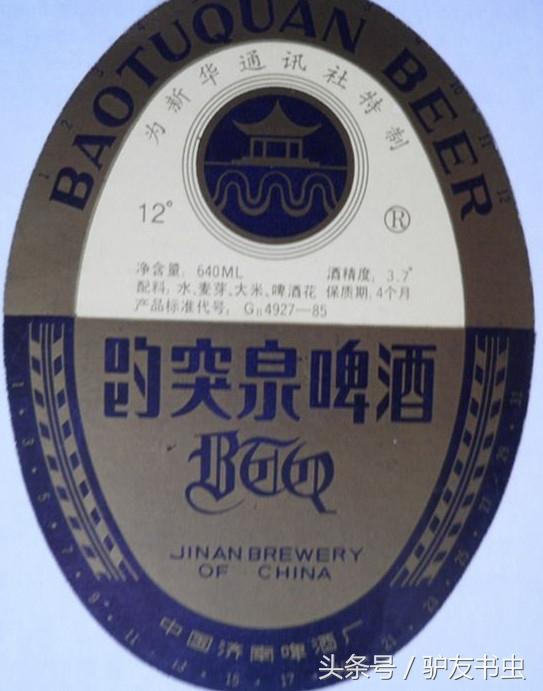 BAOTUQUAN BEER
为新华通讯社特制
12°
®
净含量: 640ML 酒精度: 3.7°
配料: 水、麦芽、大米、啤酒花 保质期: 4个月
产品标准代号: GB4927—85
趵突泉啤酒
BTQ
JINAN BREWERY
OF · CHINA
中国济南啤酒厂
头条号 / 驴友书虫